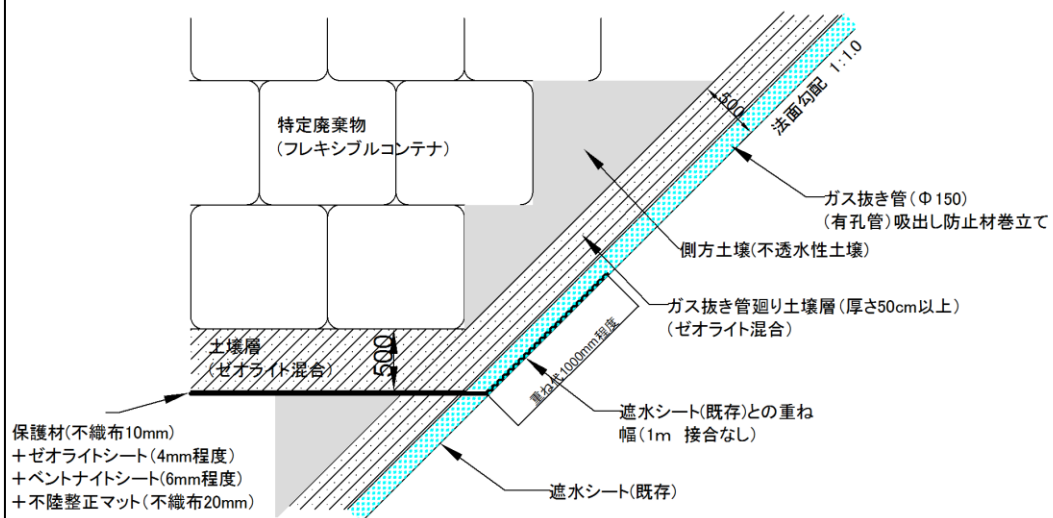 特定廃棄物
(フレキシブルコンテナ)
500
法面勾配 1:1.0
ガス抜き管(Φ150)
(有孔管)吸出し防止材巻立て
側方土壌(不透水性土壌)
ガス抜き管廻り土壌層(厚さ50cm以上)
(ゼオライト混合)
土壌層
(ゼオライト混合)
500
重ね代1000mm程度
遮水シート(既存)との重ね
幅(1m 接合なし)
保護材(不織布10mm)
+ゼオライトシート(4mm程度)
+ベントナイトシート(6mm程度)
+不陸整正マット(不織布20mm)
遮水シート(既存)